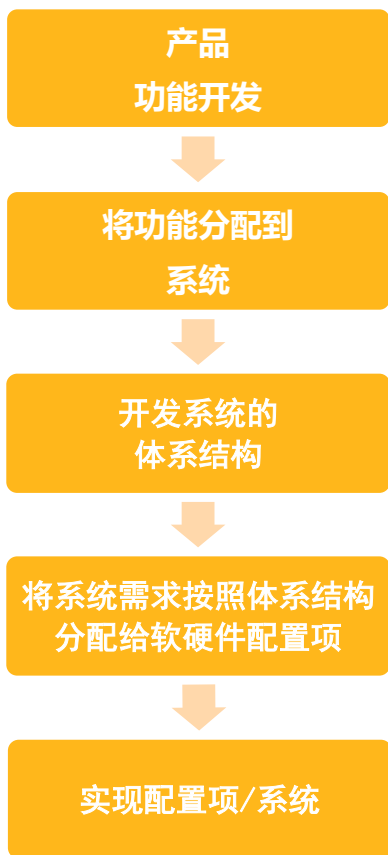 产品
功能开发
将功能分配到
系统
开发系统的
体系结构
将系统需求按照体系结构
分配给软硬件配置项
实现配置项/系统